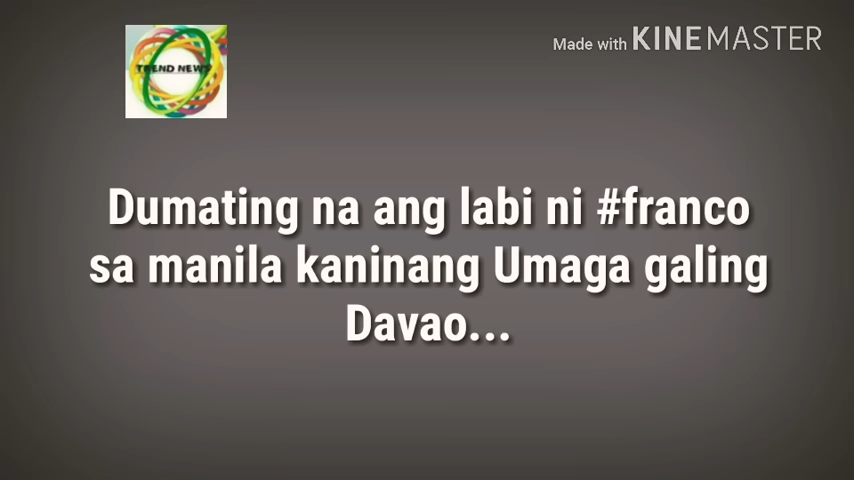 TREND NEWS
Made with KINEMASTER
Dumating na ang labi ni #franco
sa manila kaninang Umaga galing
Davao...